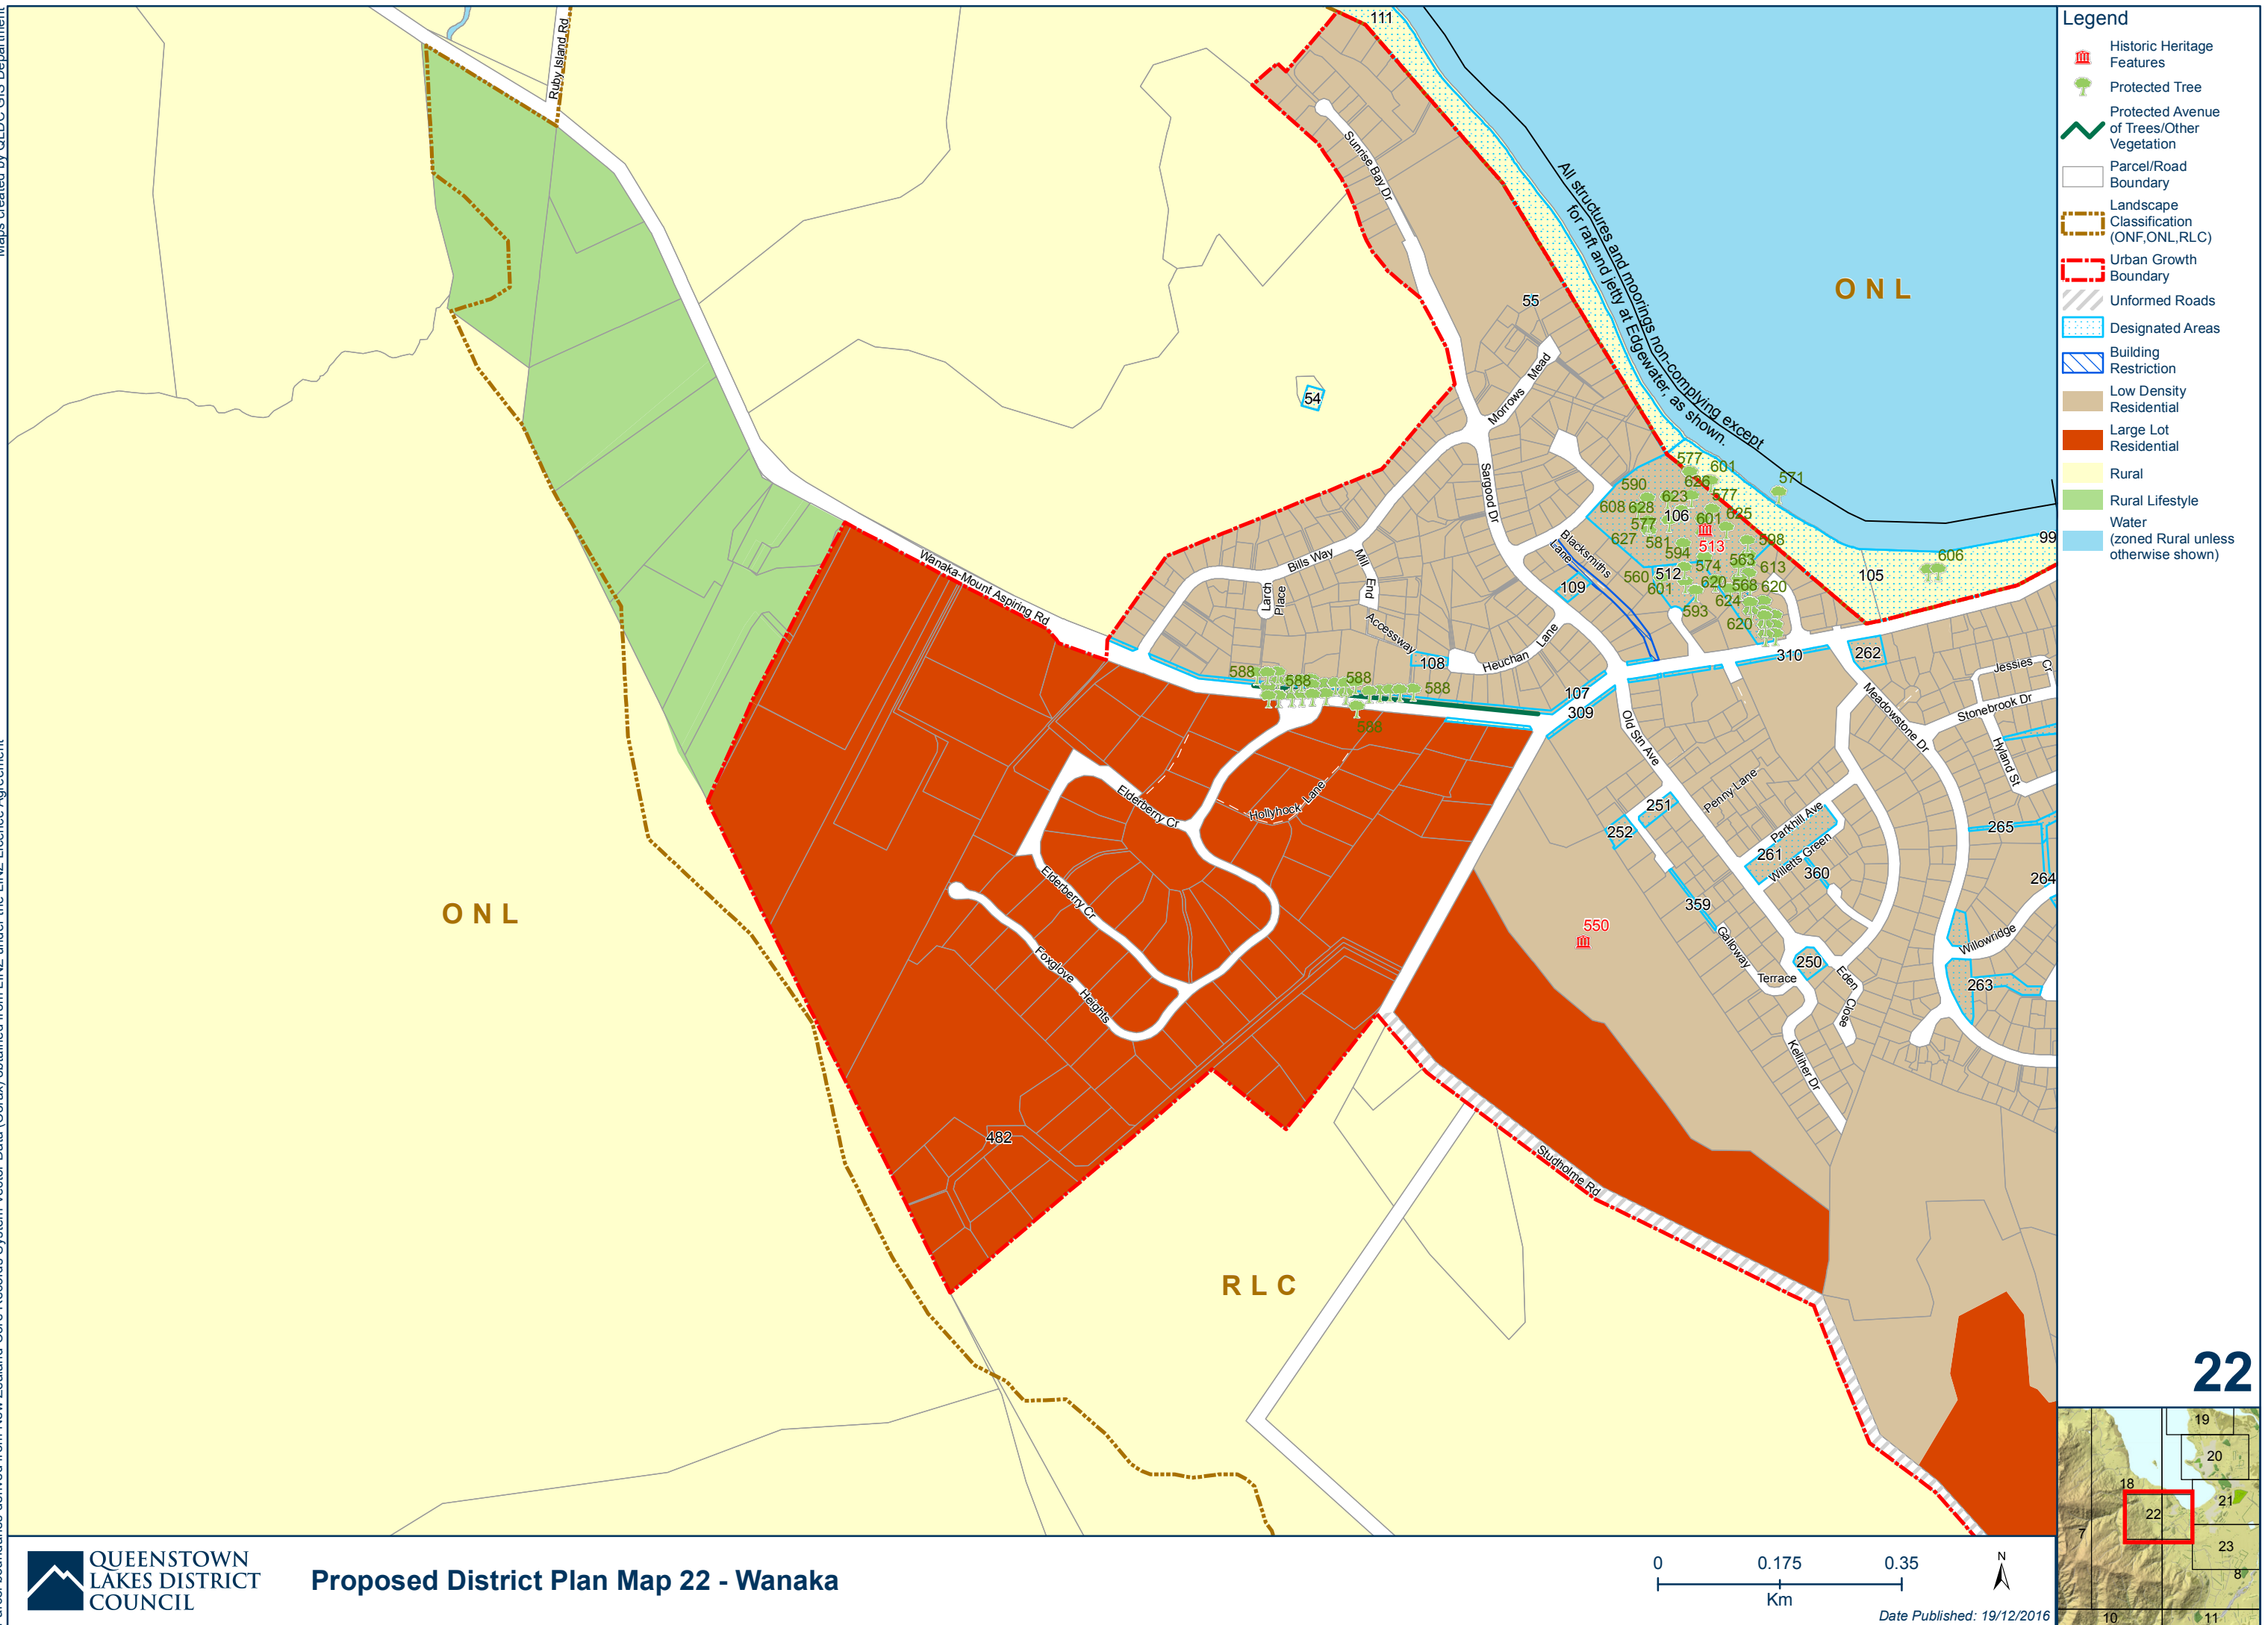 Maps created by QLDC GIS Department
Legend
Historic Heritage
Features
Protected Tree
Protected Avenue
of Trees/Other
Vegetation
Parcel/Road
Boundary
Landscape
Classification
(ONF,ONL,RLC)
Urban Growth
Boundary
Unformed Roads
Designated Areas
Building
Restriction
Low Density
Residential
Large Lot
Residential
Rural
Rural Lifestyle
Water
(zoned Rural unless
otherwise shown)
Ruby Island Rd
111
Sunrise Bay Dr
All structures and moorings non-complying except
for raft and jetty at Edgewater, as shown.
ONL
55
54
Morrows Mead
Sargood Dr
577
601
571
590
626
623
577
608
628
106
625
577
601
627
581
513
598
594
563
574
613
560
512
601
620
568
620
593
624
620
606
99
105
Blacksmiths
Lane
109
Bills Way
Mill End
Larch
Place
Accessway
108
Heuchan Lane
Wanaka-Mount Aspiring Rd
588
588
588
588
588
107
309
310
262
Jessies Cr
Stonebrook Dr
Meadowstone Dr
Hyland St
Old Stn Ave
Penny Lane
Parkhill Ave
Willetts Green
251
252
261
360
265
264
359
Galloway
Terrace
250
Eden
Close
Willowridge
263
Kelliher Dr
Elderberry Cr
Hollyhock Lane
Elderberry Cr
Foxglove Heights
550
ONL
482
RLC
Studholme Rd
22
19
20
18
21
22
7
23
8
10
11
QUEENSTOWN
LAKES DISTRICT
COUNCIL
Proposed District Plan Map 22 - Wanaka
0 0.175 0.35
Km
N
Date Published: 19/12/2016